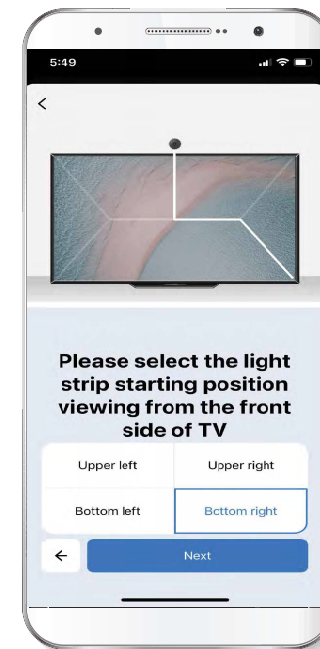 5:49
Please select the light
strip starting position
viewing from the front
side of TV
Upper left Upper right
Bottom left Bottom right
Next